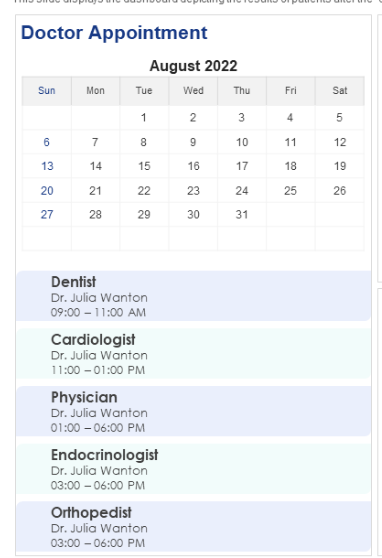 This slide displays the dashboard depicting the results of patients after the
Doctor Appointment
August 2022
Sun Mon Tue Wed Thu Fri Sat
1 2 3 4 5
6 7 8 9 10 11 12
13 14 15 16 17 18 19
20 21 22 23 24 25 26
27 28 29 30 31
Dentist
Dr. Julia Wanton
09:00 – 11:00 AM
Cardiologist
Dr. Julia Wanton
11:00 – 01:00 PM
Physician
Dr. Julia Wanton
01:00 – 06:00 PM
Endocrinologist
Dr. Julia Wanton
03:00 – 06:00 PM
Orthopedist
Dr. Julia Wanton
03:00 – 06:00 PM